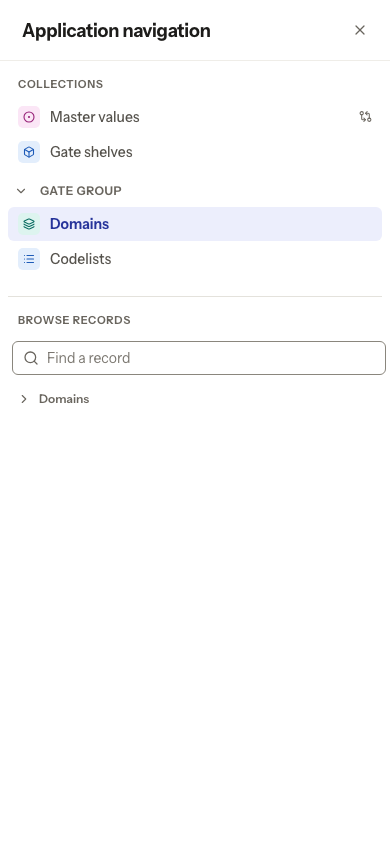 Application navigation
COLLECTIONS
Master values
Gate shelves
GATE GROUP
Domains
Codelists
BROWSE RECORDS
Find a record
Domains